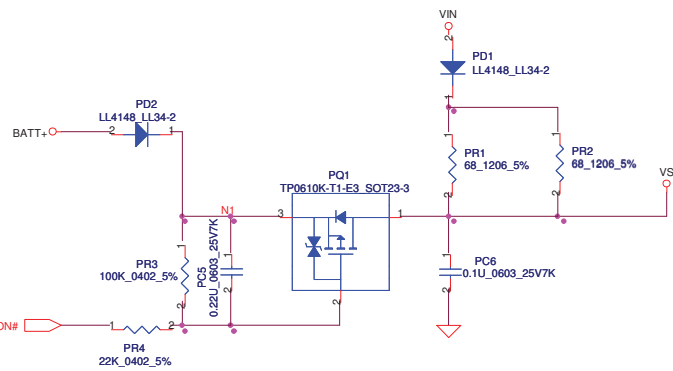 VIN
2
PD1
LL4148_LL34-2
1
PD2
LL4148_LL34-2
BATT+
2
1
1
1
PR1
68_1206_5%
PR2
68_1206_5%
2
2
VS
PQ1
TP0610K-T1-E3_SOT23-3
N1
3
1
1
PR3
100K_0402_5%
2
1
PC5
0.22U_0603_25V7K
2
1
PC6
0.1U_0603_25V7K
2
2
ON#
1
2
PR4
22K_0402_5%